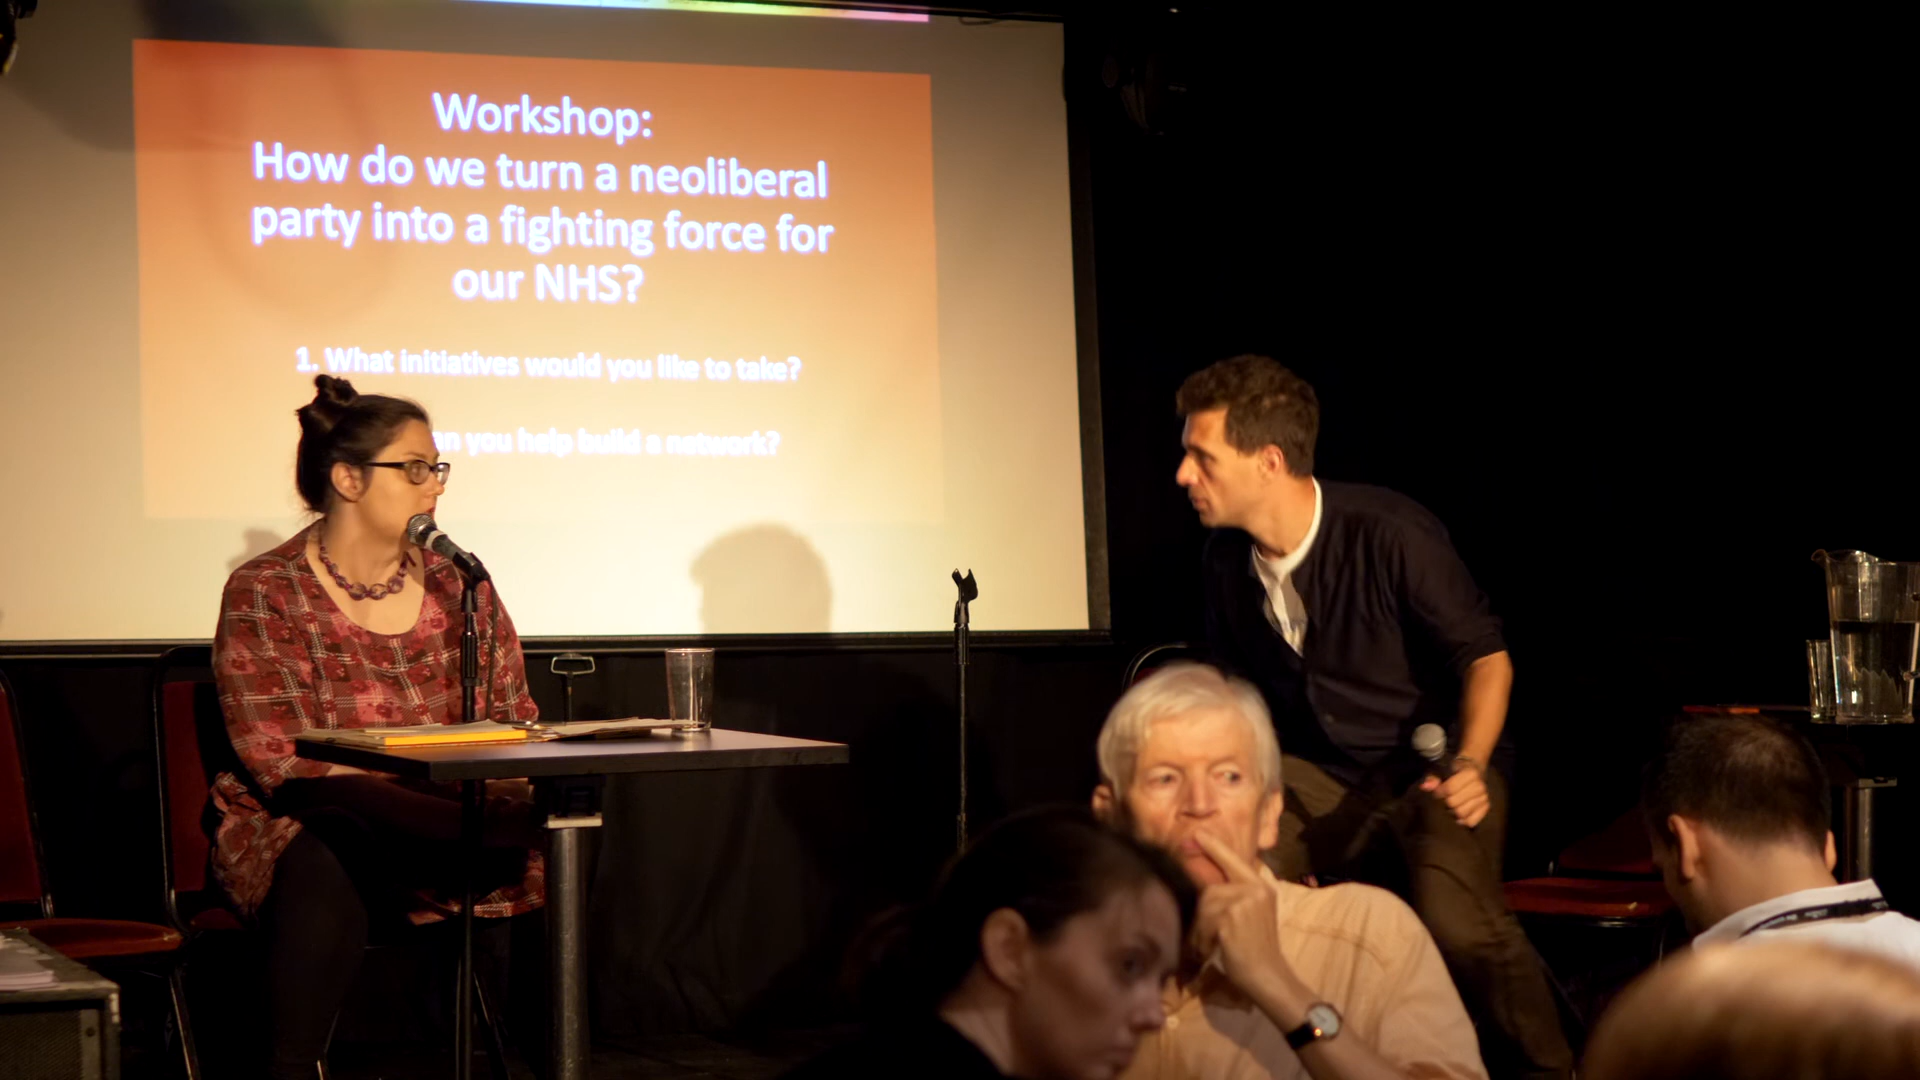 Workshop:
How do we turn a neoliberal
party into a fighting force for
our NHS?
1. What initiatives would you like to take?
you help build a network?